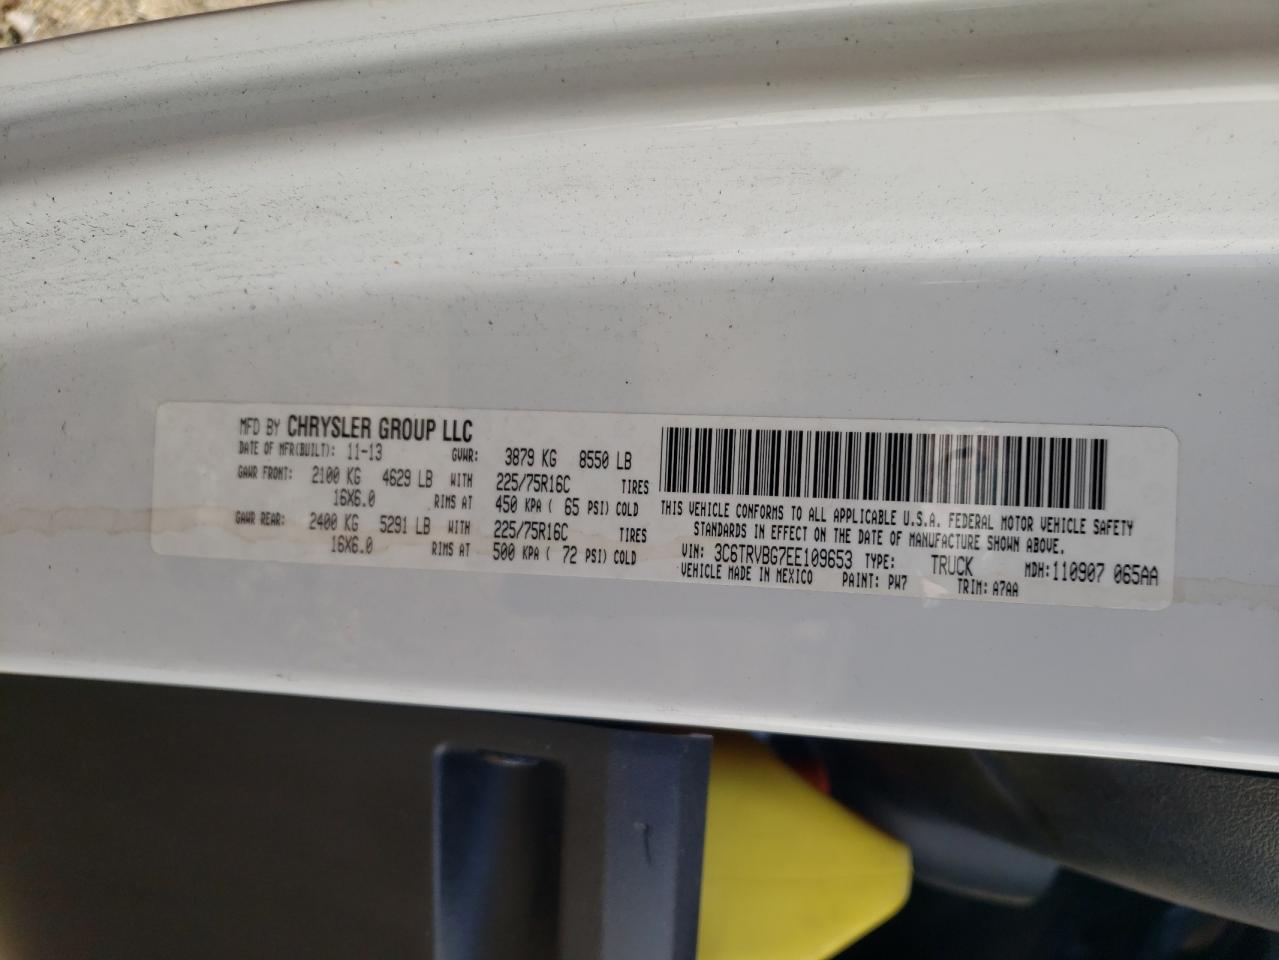 MFD BY CHRYSLER GROUP LLC
DATE OF MFR(BUILT): 11-13 GVWR: 3879 KG 8550 LB
GAWR FRONT: 2100 KG 4629 LB WITH 225/75R16C TIRES
16X6.0 RIMS AT 450 KPA ( 65 PSI) COLD
GAWR REAR: 2400 KG 5291 LB WITH 225/75R16C TIRES
16X6.0 RIMS AT 500 KPA ( 72 PSI) COLD
THIS VEHICLE CONFORMS TO ALL APPLICABLE U.S.A. FEDERAL MOTOR VEHICLE SAFETY
STANDARDS IN EFFECT ON THE DATE OF MANUFACTURE SHOWN ABOVE.
VIN: 3C6TRVBG7EE109653 TYPE: TRUCK MDH:110907 065AA
VEHICLE MADE IN MEXICO PAINT: PW7 TRIM: A7AA